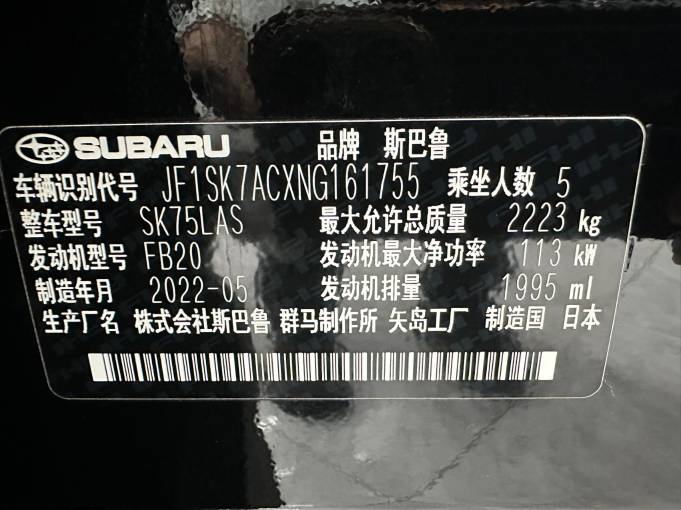 SUBARU 品牌 斯巴鲁
车辆识别代号 JF1SK7ACXNG161755 乘坐人数 5
整车型号 SK75LAS 最大允许总质量 2223 kg
发动机型号 FB20 发动机最大净功率 113 kW
制造年月 2022-05 发动机排量 1995 ml
生产厂名 株式会社斯巴鲁 群马制作所 矢岛工厂 制造国 日本